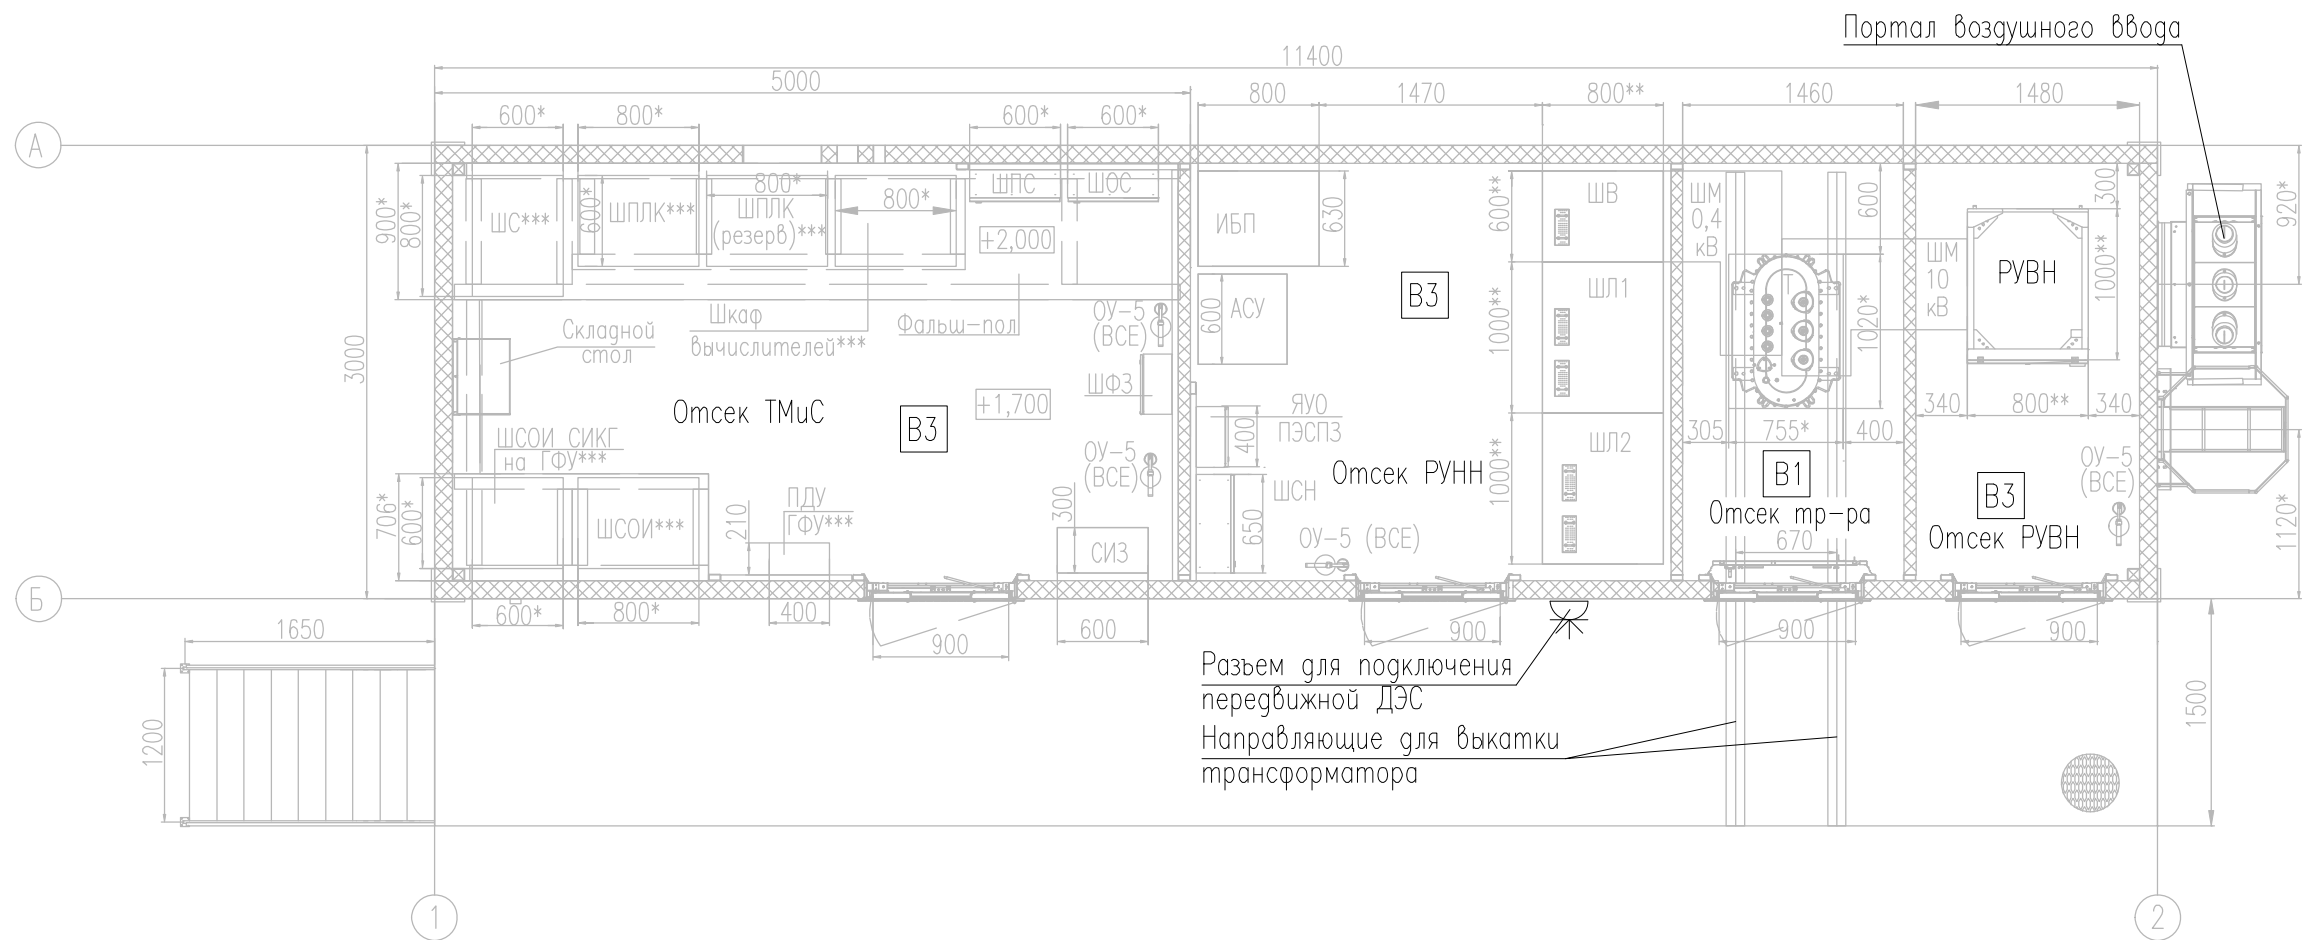 Портал воздушного ввода
11400
5000
800
1470
800**
1460
1480
600*
800*
600*
600*
А
900*
800*
ШС***
600*
ШПЛК***
800*
ШПЛК
(резерв)***
800*
ШПС
ШОС
+2,000
ИБП
630
600**
ШВ
ШМ
0,4
кВ
600
300
920*
ШМ
10
кВ
РУВН
1000**
3000
Складной
стол
Шкаф
вычислителей***
Фальш-пол
ОУ-5
(ВСЕ)
600
АСУ
В3
1000**
ШЛ1
Т
1020*
ШФЗ
+1,700
Отсек ТМиС
В3
ЯУО
ПЭСПЗ
400
ШЛ2
305
755*
400
340
800**
340
ШСОИ СИКГ
на ГФУ***
ОУ-5
(ВСЕ)
Отсек РУНН
1000**
В1
Отсек тр-ра
В3
Отсек РУВН
ОУ-5
(ВСЕ)
706*
600*
ШСОИ***
210
ПДУ
ГФУ***
300
СИЗ
650
ШСН
ОУ-5 (ВСЕ)
670
1120*
Б
600*
800*
400
900
600
900
900
900
1650
1200
Разъем для подключения
передвижной ДЭС
Направляющие для выкатки
трансформатора
1500
1
2